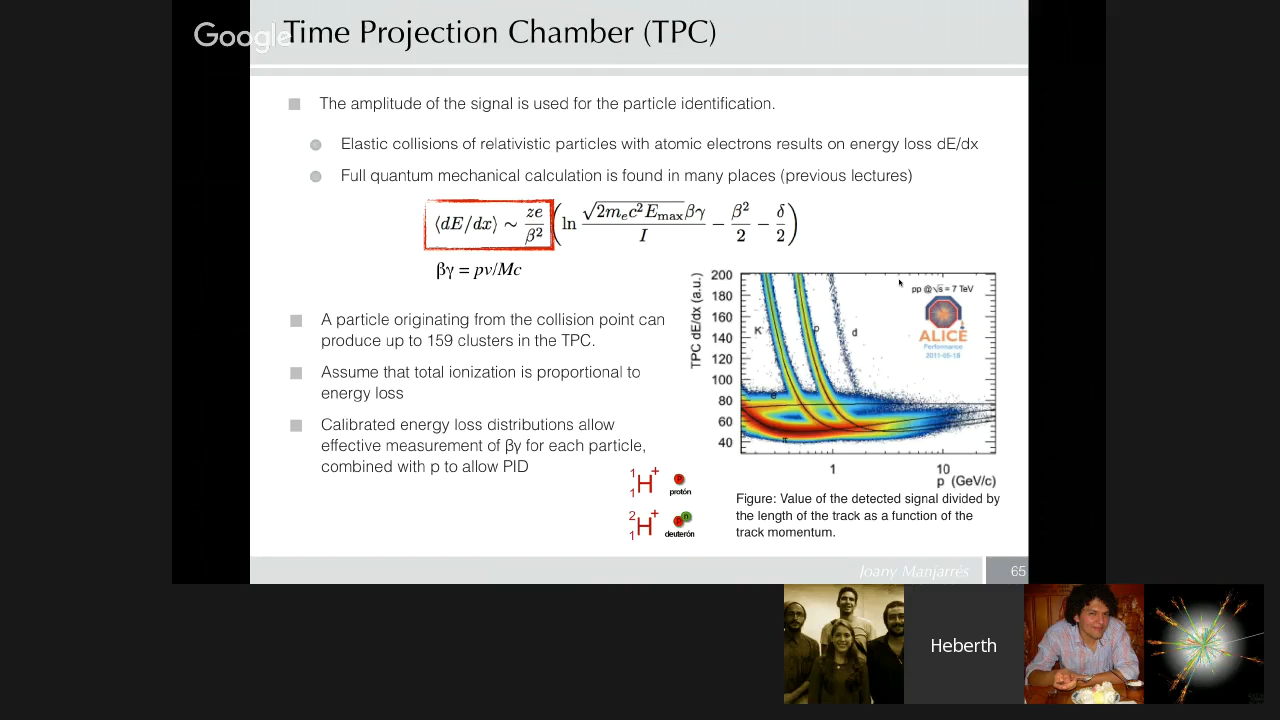 Google
Time Projection Chamber (TPC)
The amplitude of the signal is used for the particle identification.
Elastic collisions of relativistic particles with atomic electrons results on energy loss dE/dx
Full quantum mechanical calculation is found in many places (previous lectures)
⟨dE/dx⟩ ∼ ze/β² ( ln √(2mₑc²Eₘₐₓ)βγ / I − β²/2 − δ/2 )
βγ = pv/Mc
A particle originating from the collision point can
produce up to 159 clusters in the TPC.
Assume that total ionization is proportional to
energy loss
Calibrated energy loss distributions allow
effective measurement of βγ for each particle,
combined with p to allow PID
¹₁H⁺
p
protón
²₁H⁺
p n
deuterón
TPC dE/dx (a.u.)
200
180
160
140
120
100
80
60
40
pp @ √s = 7 TeV
ALICE
Performance
2011-05-18
K
p
d
e
π
1
10
p (GeV/c)
Figure: Value of the detected signal divided by
the length of the track as a function of the
track momentum.
Joany Manjarrés
65
Heberth